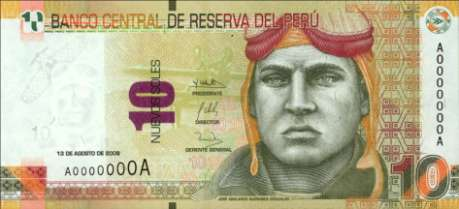 BANCO CENTRAL DE RESERVA DEL PERÚ
10
NUEVOS SOLES
PRESIDENTE
DIRECTOR
GERENTE GENERAL
13 DE AGOSTO DE 2009
A0000000A
A0000000A
10